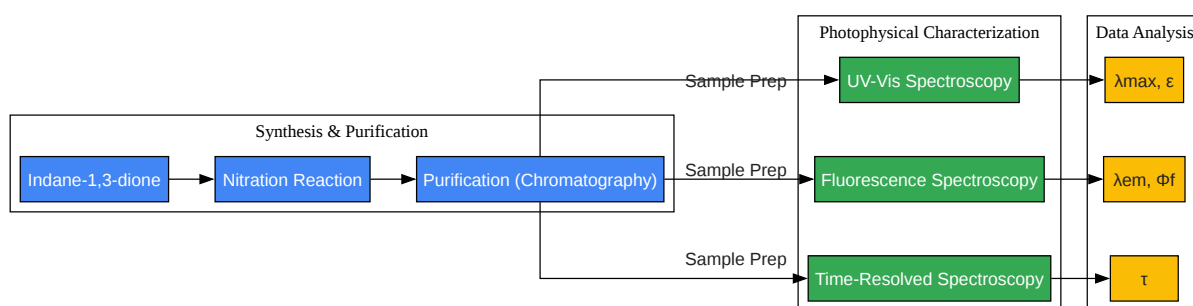 Photophysical Characterization
Data Analysis
Sample Prep
UV-Vis Spectroscopy
λmax, ε
Synthesis & Purification
Indane-1,3-dione
Nitration Reaction
Purification (Chromatography)
Sample Prep
Fluorescence Spectroscopy
λem, Φf
Sample Prep
Time-Resolved Spectroscopy
τ